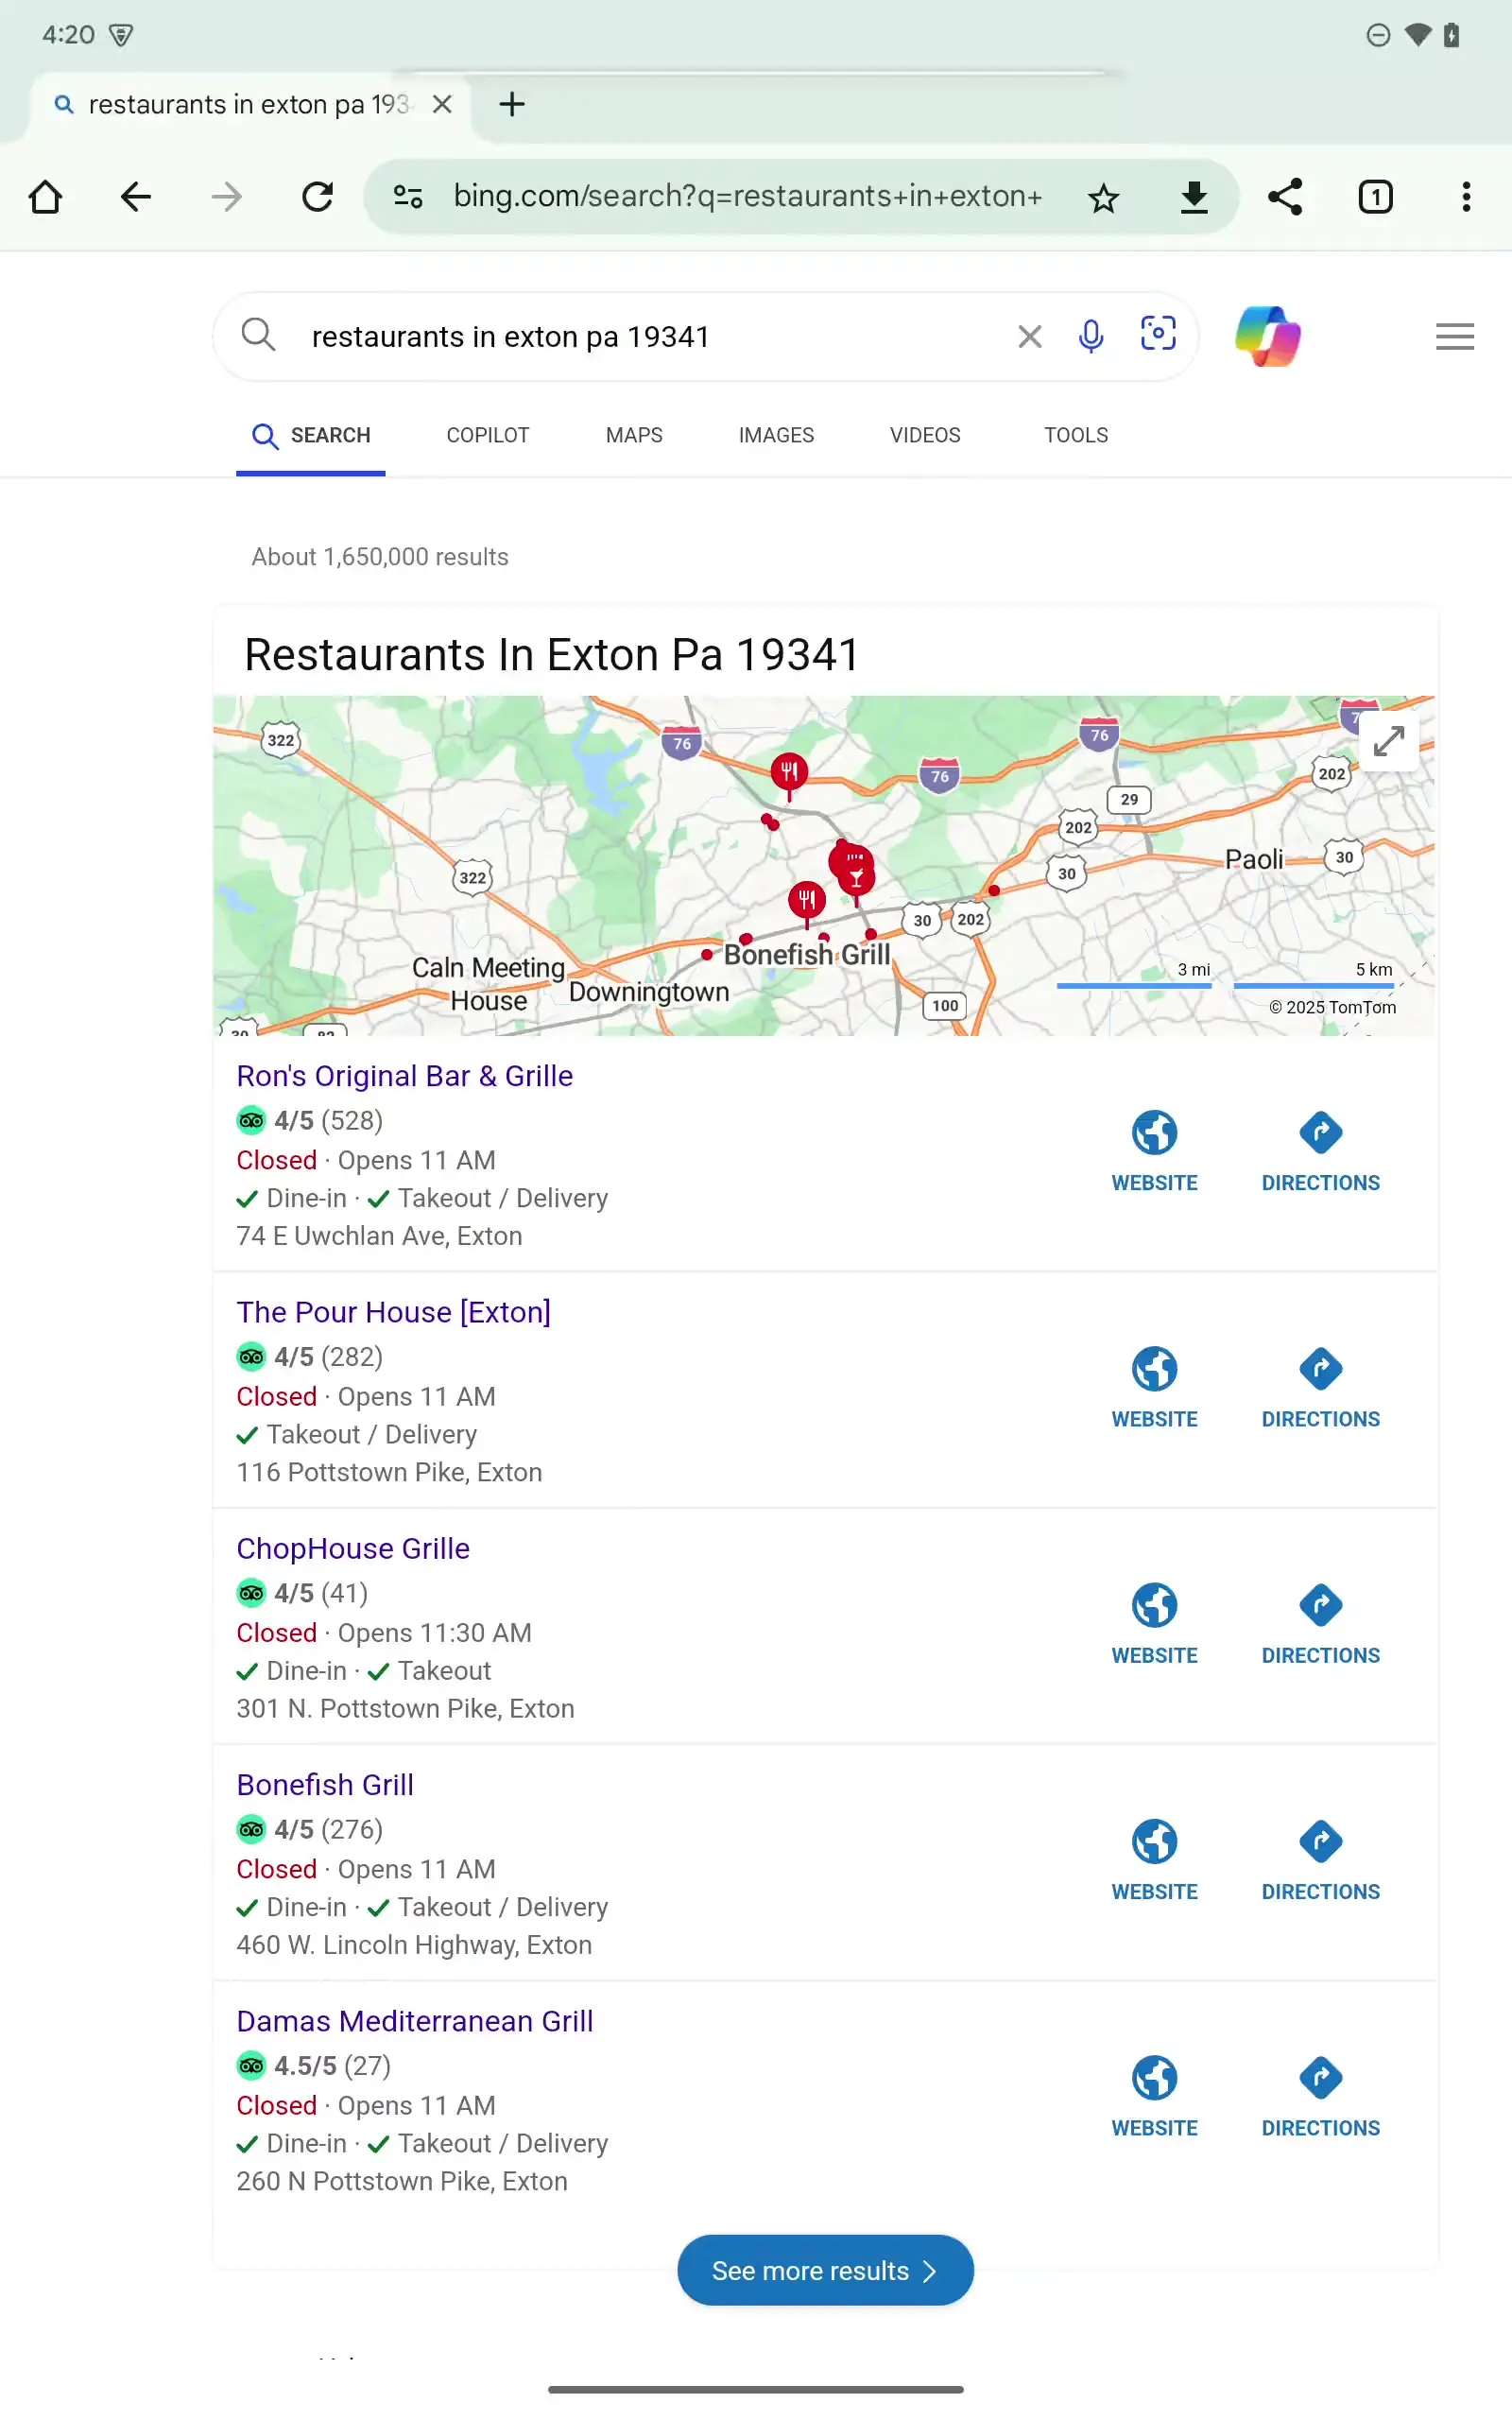 4:20
restaurants in exton pa 193
bing.com/search?q=restaurants+in+exton+
1
restaurants in exton pa 19341
SEARCH COPILOT MAPS IMAGES VIDEOS TOOLS
About 1,650,000 results
Restaurants In Exton Pa 19341
322
76
76
76
202
29
202
30
Paoli
30
322
30
202
Bonefish Grill
Caln Meeting
House
Downingtown
100
3 mi
5 km
© 2025 TomTom
Ron's Original Bar & Grille
4/5 (528)
Closed · Opens 11 AM
Dine-in · Takeout / Delivery
74 E Uwchlan Ave, Exton
WEBSITE
DIRECTIONS
The Pour House [Exton]
4/5 (282)
Closed · Opens 11 AM
Takeout / Delivery
116 Pottstown Pike, Exton
WEBSITE
DIRECTIONS
ChopHouse Grille
4/5 (41)
Closed · Opens 11:30 AM
Dine-in · Takeout
301 N. Pottstown Pike, Exton
WEBSITE
DIRECTIONS
Bonefish Grill
4/5 (276)
Closed · Opens 11 AM
Dine-in · Takeout / Delivery
460 W. Lincoln Highway, Exton
WEBSITE
DIRECTIONS
Damas Mediterranean Grill
4.5/5 (27)
Closed · Opens 11 AM
Dine-in · Takeout / Delivery
260 N Pottstown Pike, Exton
WEBSITE
DIRECTIONS
See more results